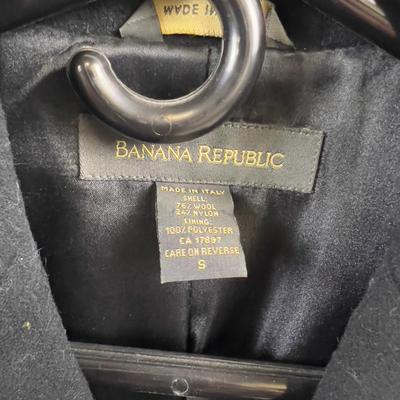 MADE IN
BANANA REPUBLIC
MADE IN ITALY
SHELL:
76% WOOL
24% NYLON
LINING:
100% POLYESTER
CA 17897
CARE ON REVERSE
S